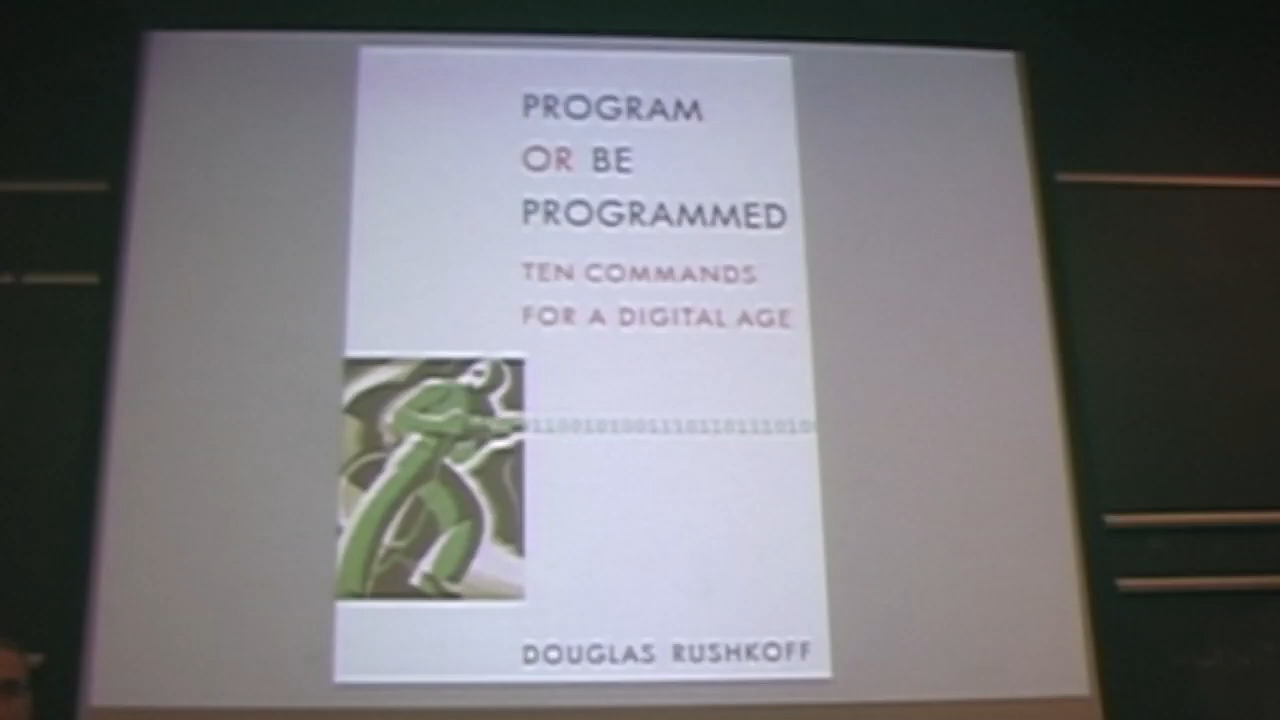 PROGRAM
OR BE
PROGRAMMED
TEN COMMANDS
FOR A DIGITAL AGE
DOUGLAS RUSHKOFF